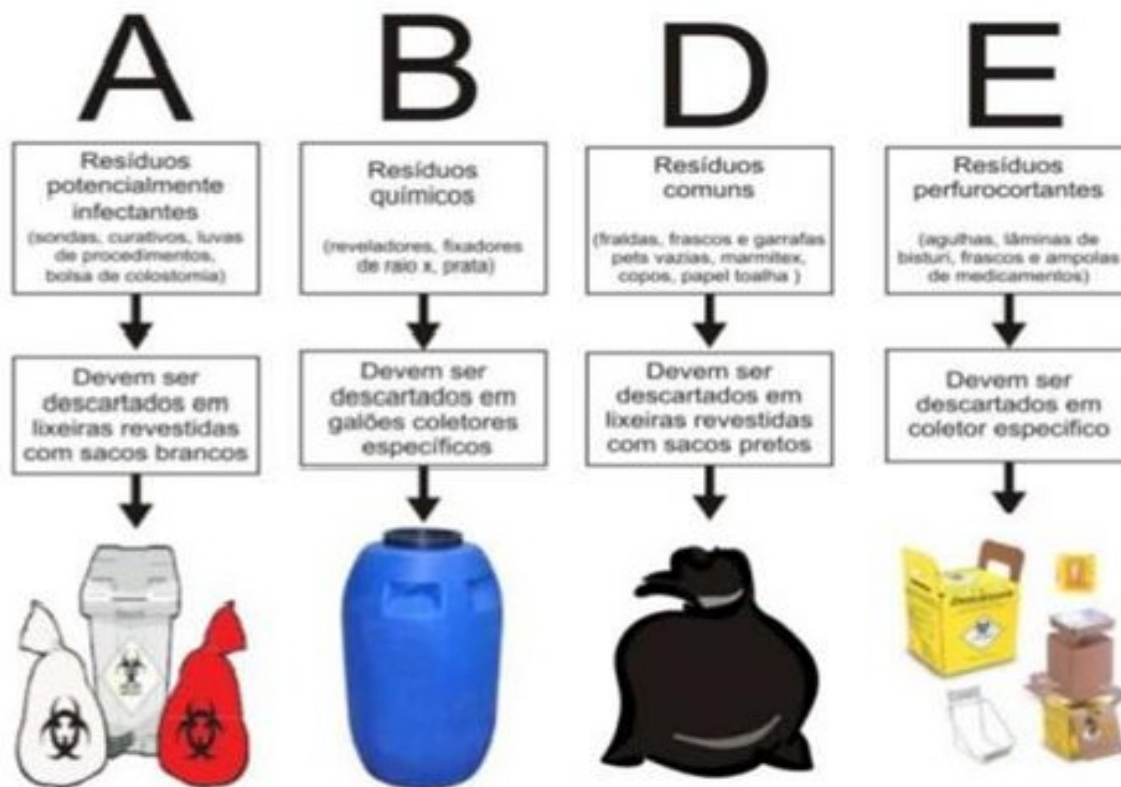 A
Resíduos
potencialmente
infectantes
(sondas, curativos, luvas
de procedimentos,
bolsa de colostomia)
Devem ser
descartados em
lixeiras revestidas
com sacos brancos
B
Resíduos
químicos
(reveladores, fixadores
de raio x, prata)
Devem ser
descartados em
galões coletores
específicos
D
Resíduos
comuns
(fraldas, frascos e garrafas
pets vazias, marmitex,
copos, papel toalha )
Devem ser
descartados em
lixeiras revestidas
com sacos pretos
E
Resíduos
perfurocortantes
(agulhas, lâminas de
bisturi, frascos e ampolas
de medicamentos)
Devem ser
descartados em
coletor específico